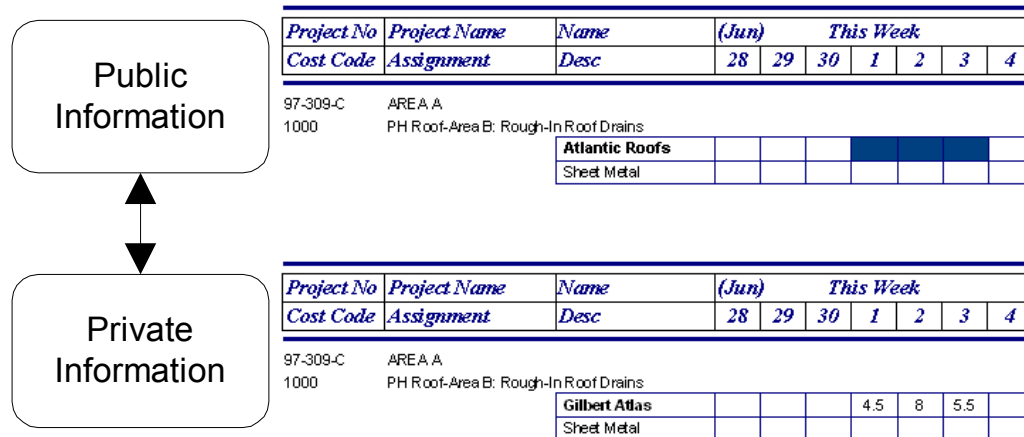 Public
Information
Project No Project Name Name (Jun) This Week
Cost Code Assignment Desc 28 29 30 1 2 3 4
97-309-C AREA A
1000 PH Roof-Area B: Rough-In Roof Drains
Atlantic Roofs
Sheet Metal
Private
Information
Project No Project Name Name (Jun) This Week
Cost Code Assignment Desc 28 29 30 1 2 3 4
97-309-C AREA A
1000 PH Roof-Area B: Rough-In Roof Drains
Gilbert Atlas 4.5 8 5.5
Sheet Metal